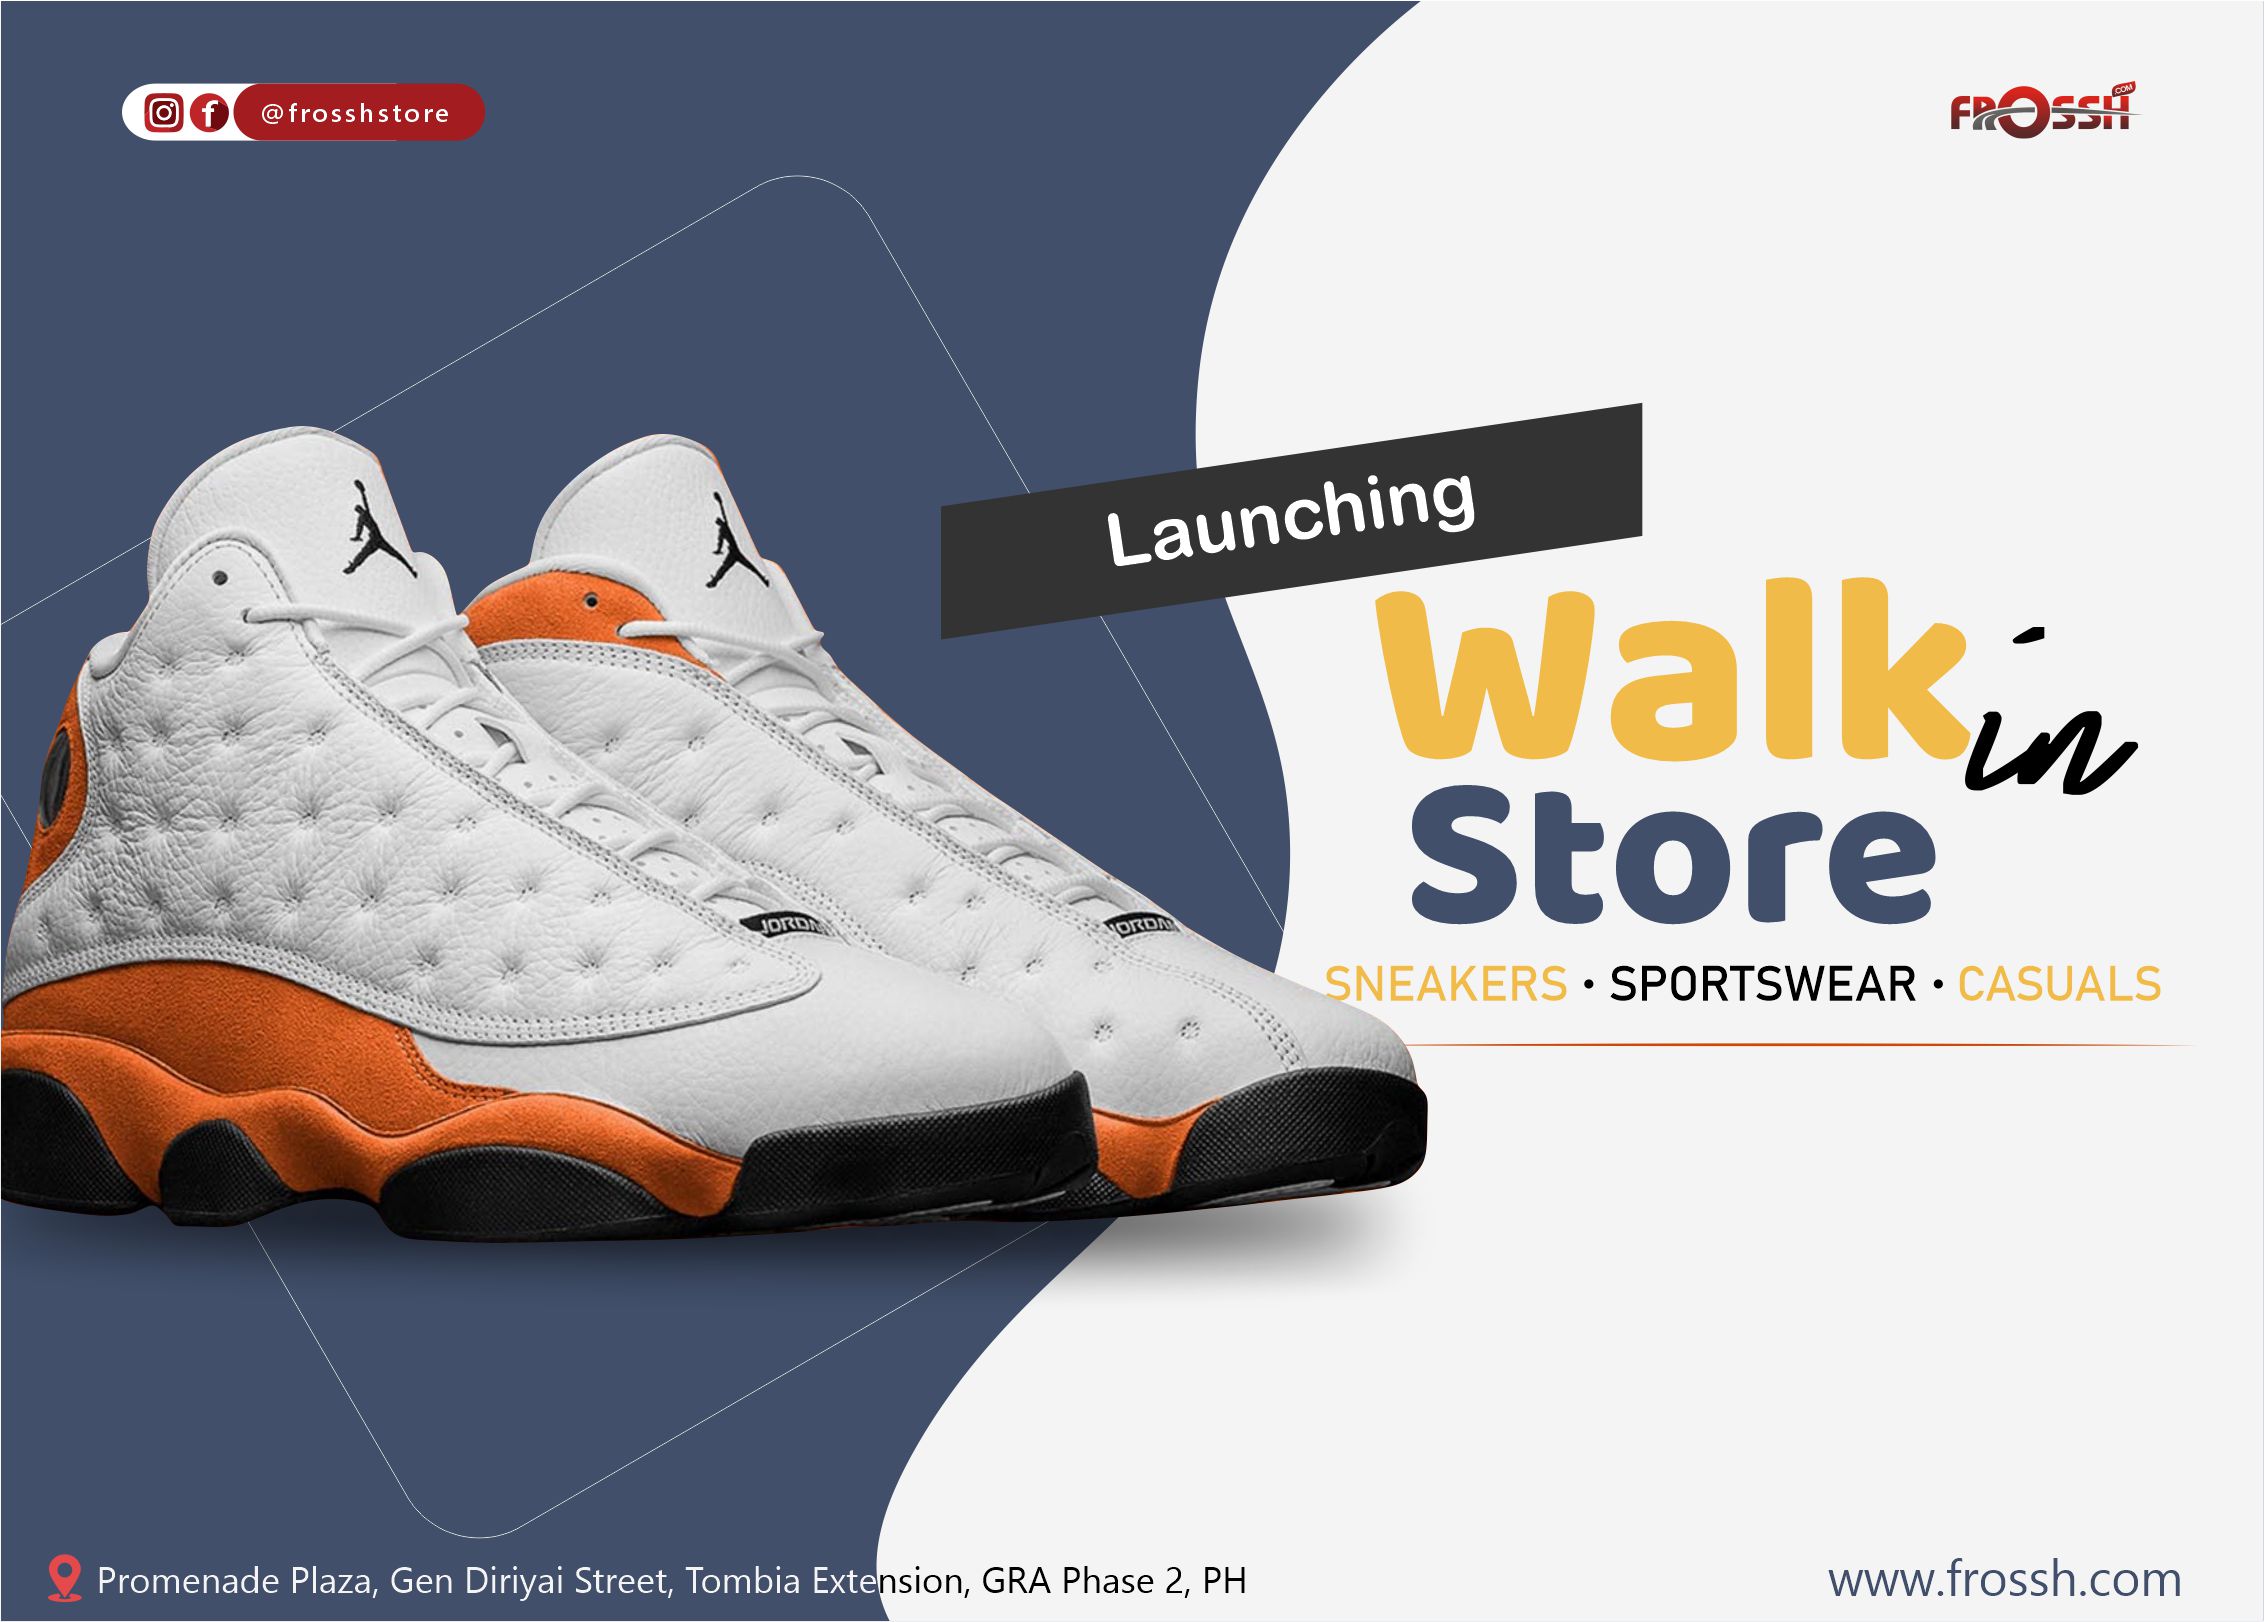 @frosshstore
FROSSH
.COM
Launching
Walk
in
Store
SNEAKERS • SPORTSWEAR • CASUALS
JORDAN
JORDAN
Promenade Plaza, Gen Diriyai Street, Tombia Extension, GRA Phase 2, PH
www.frossh.com